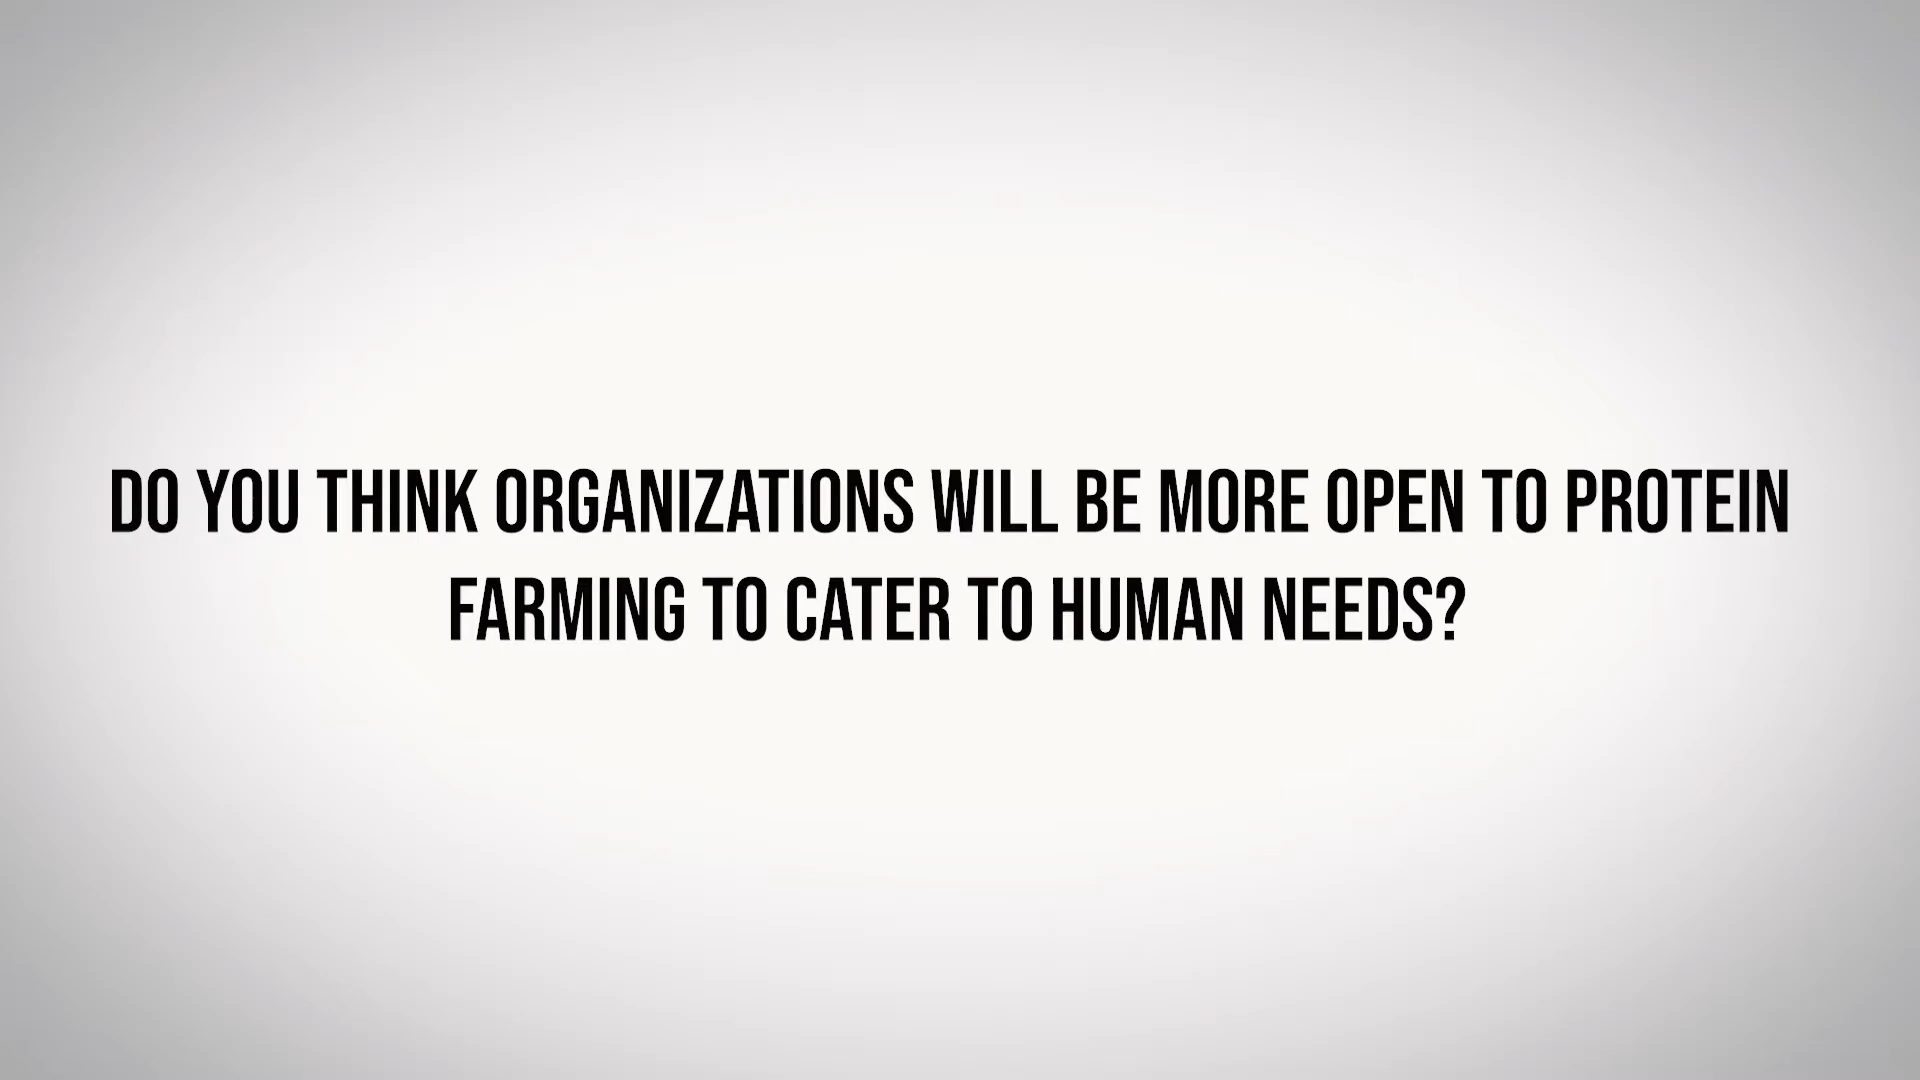 DO YOU THINK ORGANIZATIONS WILL BE MORE OPEN TO PROTEIN
FARMING TO CATER TO HUMAN NEEDS?